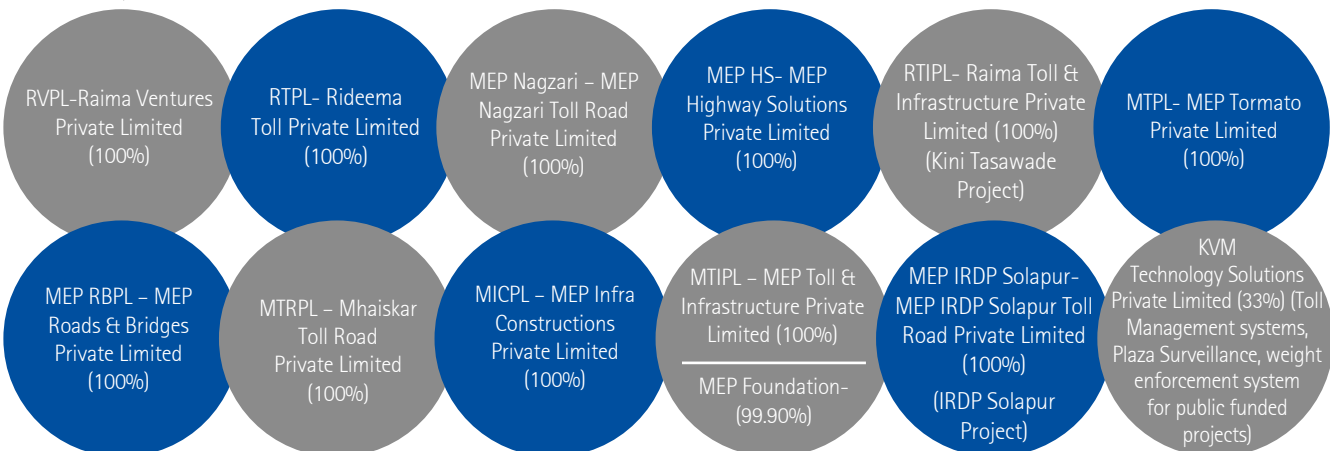 RVPL-Raima Ventures
Private Limited
(100%)
RTPL- Rideema
Toll Private Limited
(100%)
MEP Nagzari – MEP
Nagzari Toll Road
Private Limited
(100%)
MEP HS- MEP
Highway Solutions
Private Limited
(100%)
RTIPL- Raima Toll &
Infrastructure Private
Limited (100%)
(Kini Tasawade
Project)
MTPL- MEP Tormato
Private Limited
(100%)
MEP RBPL – MEP
Roads & Bridges
Private Limited
(100%)
MTRPL – Mhaiskar
Toll Road
Private Limited
(100%)
MICPL – MEP Infra
Constructions
Private Limited
(100%)
MTIPL – MEP Toll &
Infrastructure Private
Limited (100%)
MEP Foundation-
(99.90%)
MEP IRDP Solapur-
MEP IRDP Solapur Toll
Road Private Limited
(100%)
(IRDP Solapur
Project)
KVM
Technology Solutions
Private Limited (33%) (Toll
Management systems,
Plaza Surveillance, weight
enforcement system
for public funded
projects)